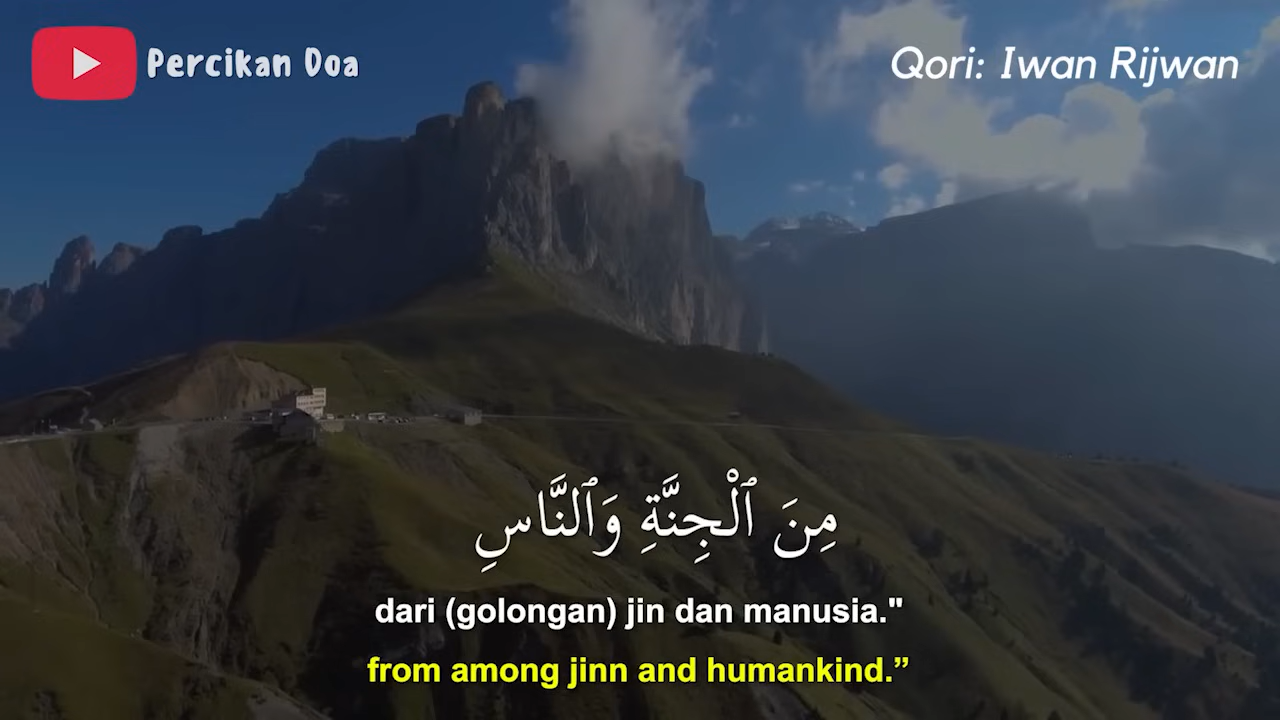 Percikan Doa
Qori: Iwan Rijwan
مِنَ ٱلْجِنَّةِ وَٱلنَّاسِ
dari (golongan) jin dan manusia."
from among jinn and humankind.”